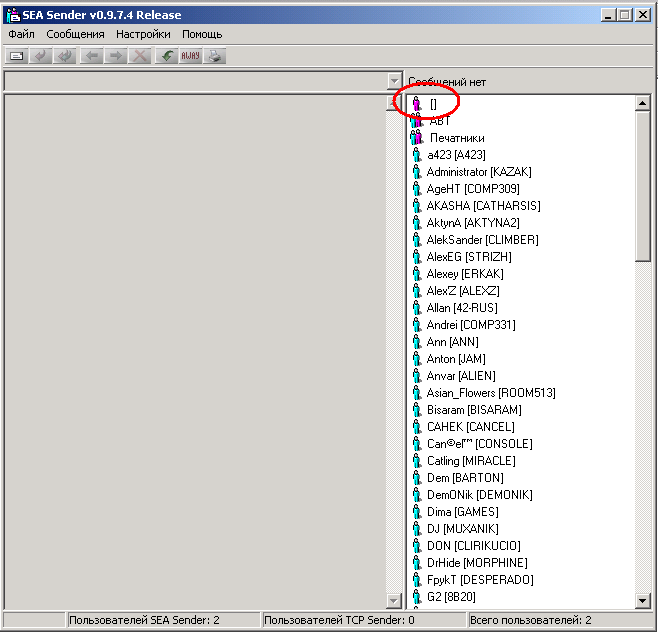 SEA Sender v0.9.7.4 Release
Файл Сообщения Настройки Помощь
AWAY
Сообщений нет
[]
АВТ
Печатники
a423 [A423]
Administrator [KAZAK]
AgeHT [COMP309]
AKASHA [CATHARSIS]
AktynA [AKTYNA2]
AlekSander [CLIMBER]
AlexEG [STRIZH]
Alexey [ERKAK]
Alex'Z [ALEXZ]
Allan [42-RUS]
Andrei [COMP331]
Ann [ANN]
Anton [JAM]
Anvar [ALIEN]
Asian_Flowers [ROOM513]
Bisaram [BISARAM]
CAHEK [CANCEL]
Can©el™ [CONSOLE]
Catling [MIRACLE]
Dem [BARTON]
DemONik [DEMONIK]
Dima [GAMES]
DJ [MUXANIK]
DON [CLIRIKUCIO]
DrHide [MORPHINE]
FpykT [DESPERADO]
G2 [8B20]
Пользователей SEA Sender: 2 Пользователей TCP Sender: 0 Всего пользователей: 2